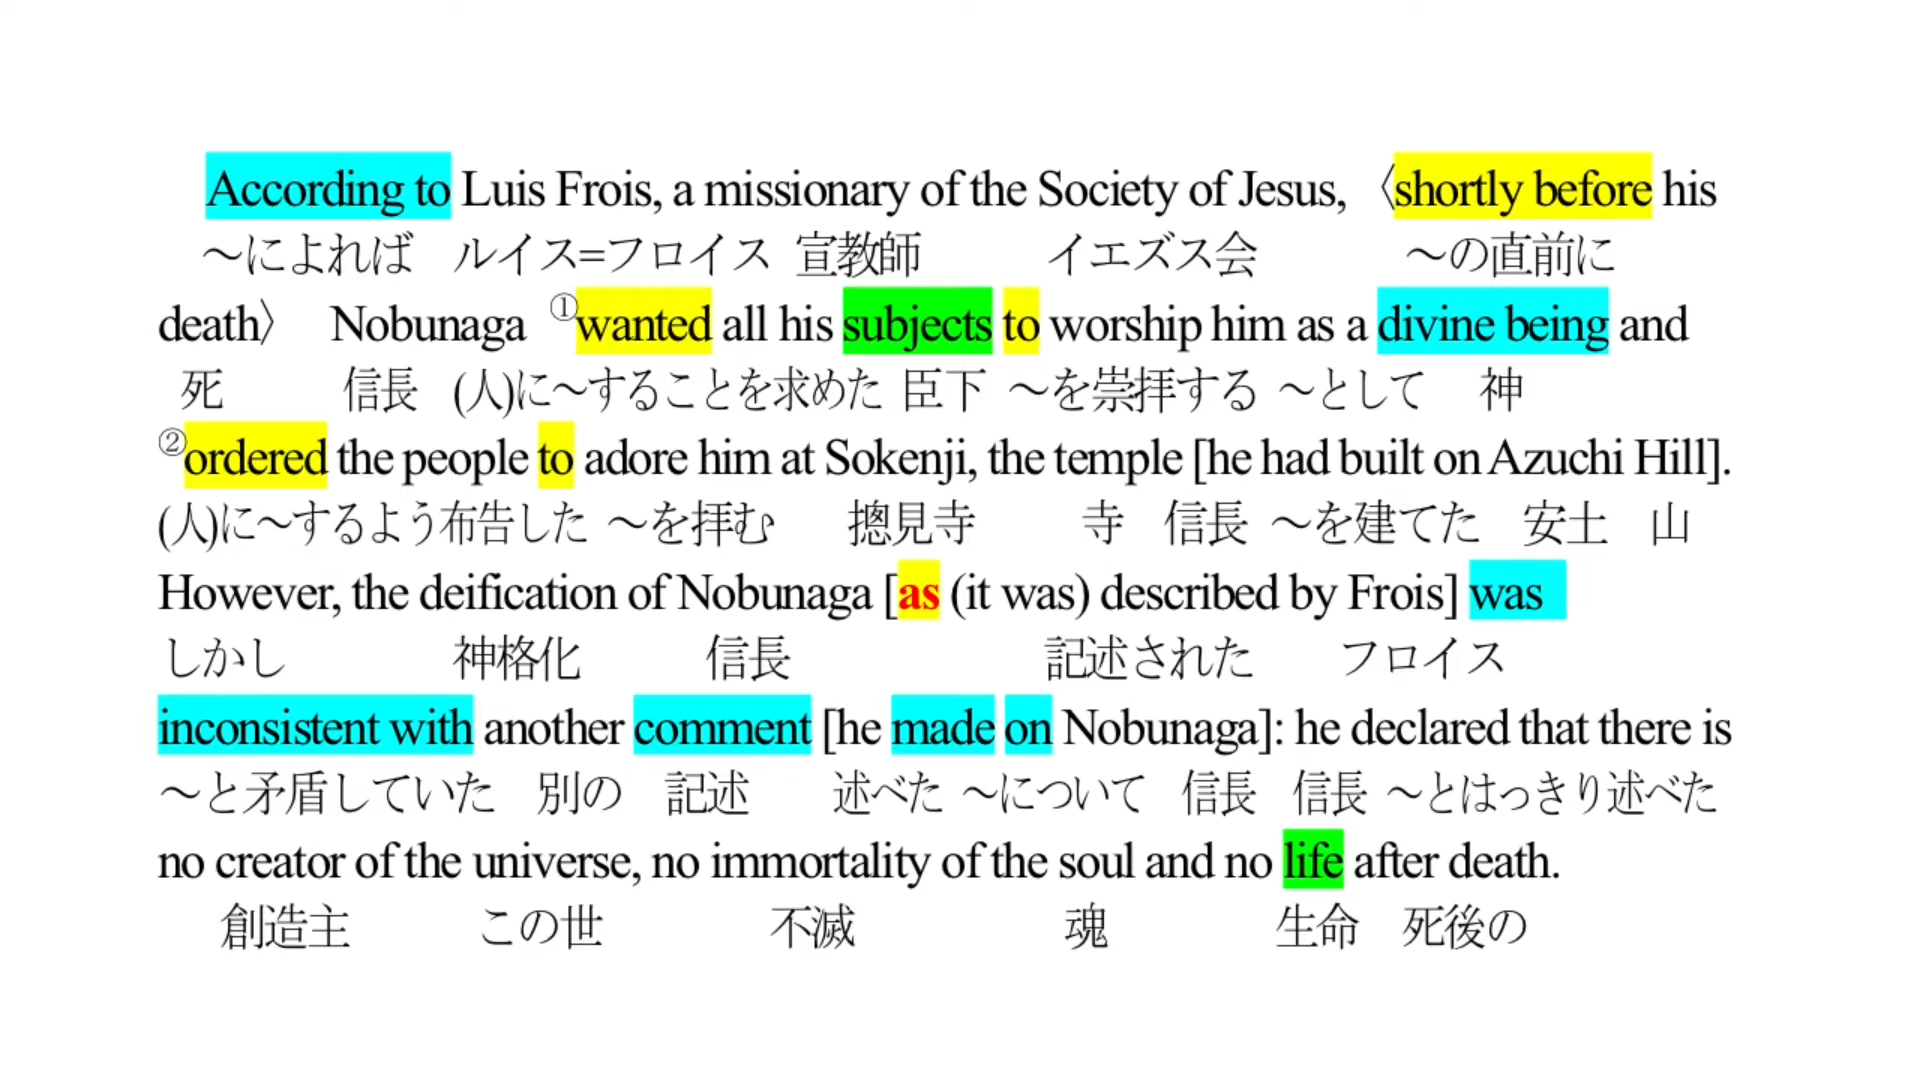 According to Luis Frois, a missionary of the Society of Jesus, 〈shortly before his
～によれば ルイス=フロイス 宣教師 イエズス会 ～の直前に
death〉 Nobunaga ①wanted all his subjects to worship him as a divine being and
死 信長 (人)に～することを求めた 臣下 ～を崇拝する ～として 神
②ordered the people to adore him at Sokenji, the temple [he had built on Azuchi Hill].
(人)に～するよう布告した ～を拝む 摠見寺 寺 信長 ～を建てた 安土 山
However, the deification of Nobunaga [as (it was) described by Frois] was
しかし 神格化 信長 記述された フロイス
inconsistent with another comment [he made on Nobunaga]: he declared that there is
～と矛盾していた 別の 記述 述べた ～について 信長 信長 ～とはっきり述べた
no creator of the universe, no immortality of the soul and no life after death.
創造主 この世 不滅 魂 生命 死後の